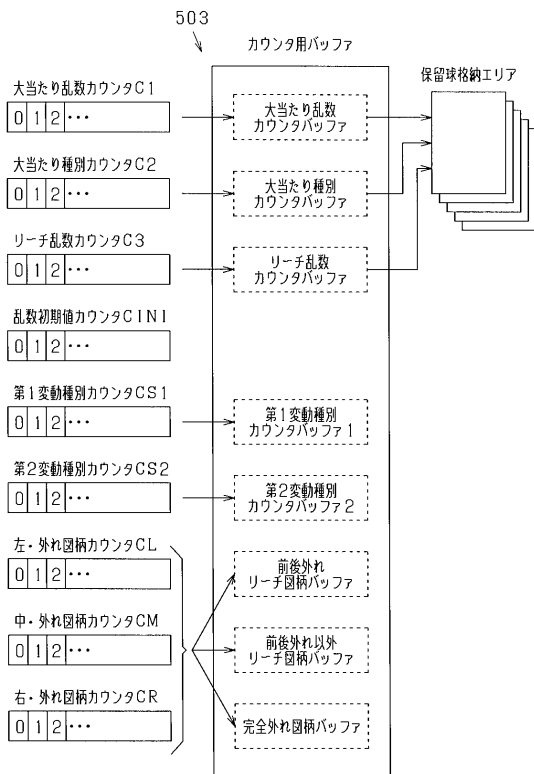 503
カウンタ用バッファ
保留球格納エリア
大当たり乱数カウンタC1
0 1 2 ･･･
大当たり乱数
カウンタバッファ
大当たり種別カウンタC2
0 1 2 ･･･
大当たり種別
カウンタバッファ
リーチ乱数カウンタC3
0 1 2 ･･･
リーチ乱数
カウンタバッファ
乱数初期値カウンタCINI
0 1 2 ･･･
第1変動種別カウンタCS1
0 1 2 ･･･
第1変動種別
カウンタバッファ1
第2変動種別カウンタCS2
0 1 2 ･･･
第2変動種別
カウンタバッファ2
左・外れ図柄カウンタCL
0 1 2 ･･･
前後外れ
リーチ図柄バッファ
中・外れ図柄カウンタCM
0 1 2 ･･･
前後外れ以外
リーチ図柄バッファ
右・外れ図柄カウンタCR
0 1 2 ･･･
完全外れ図柄バッファ